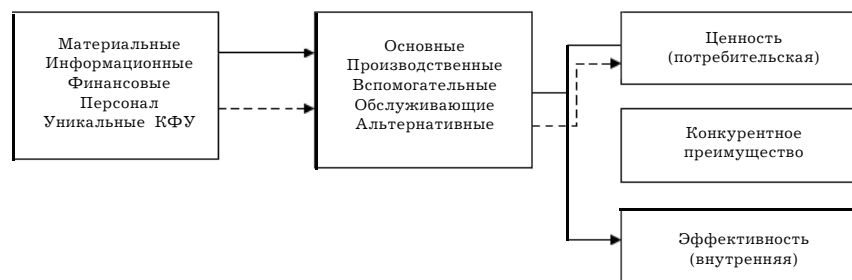 Материальные
Информационные
Финансовые
Персонал
Уникальные КФУ
Основные
Производственные
Вспомогательные
Обслуживающие
Альтернативные
Ценность
(потребительская)
Конкурентное
преимущество
Эффективность
(внутренняя)